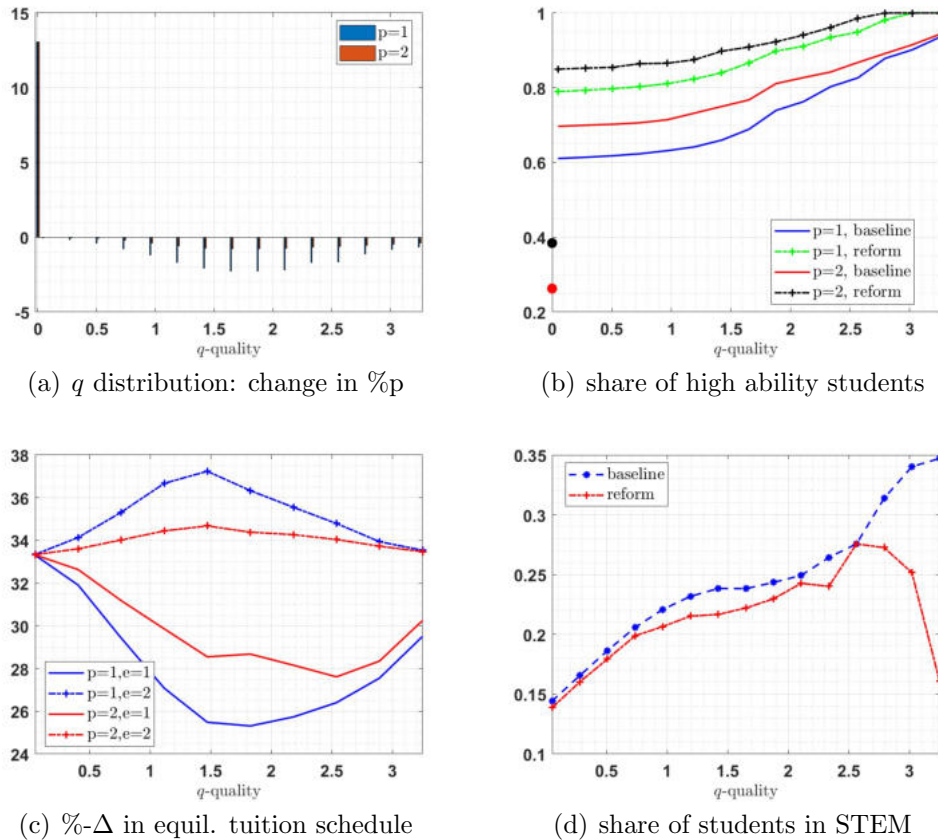 15
10
5
0
-5
p=1
p=2
0 0.5 1 1.5 2 2.5 3
q-quality
(a) q distribution: change in %p
1
0.8
0.6
0.4
0.2
p=1, baseline
p=1, reform
p=2, baseline
p=2, reform
0 0.5 1 1.5 2 2.5 3
q-quality
(b) share of high ability students
38
36
34
32
30
28
26
24
p=1,e=1
p=1,e=2
p=2,e=1
p=2,e=2
0.5 1 1.5 2 2.5 3
q-quality
(c) %-Δ in equil. tuition schedule
0.35
0.3
0.25
0.2
0.15
0.1
baseline
reform
0.5 1 1.5 2 2.5 3
q-quality
(d) share of students in STEM